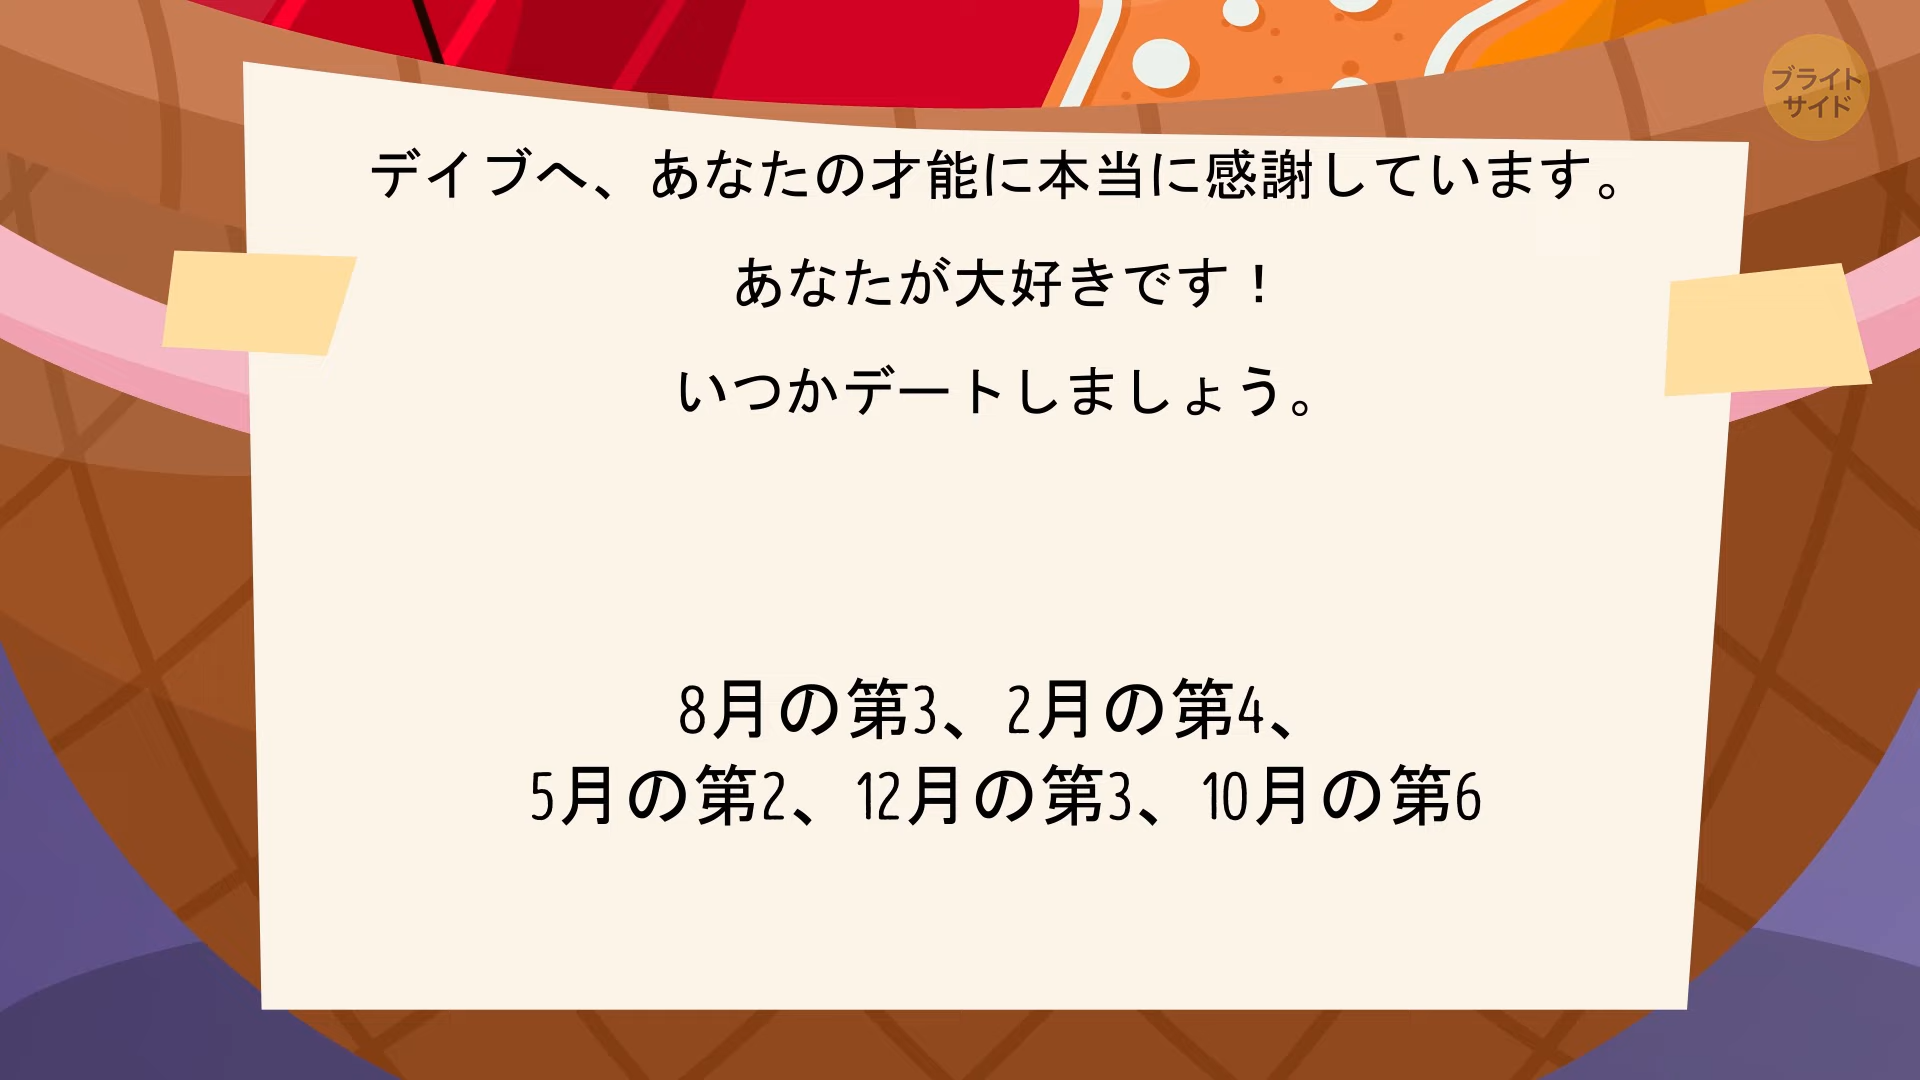 ブライト
サイド
デイブへ、あなたの才能に本当に感謝しています。
あなたが大好きです！
いつかデートしましょう。
8月の第3、2月の第4、
5月の第2、12月の第3、10月の第6